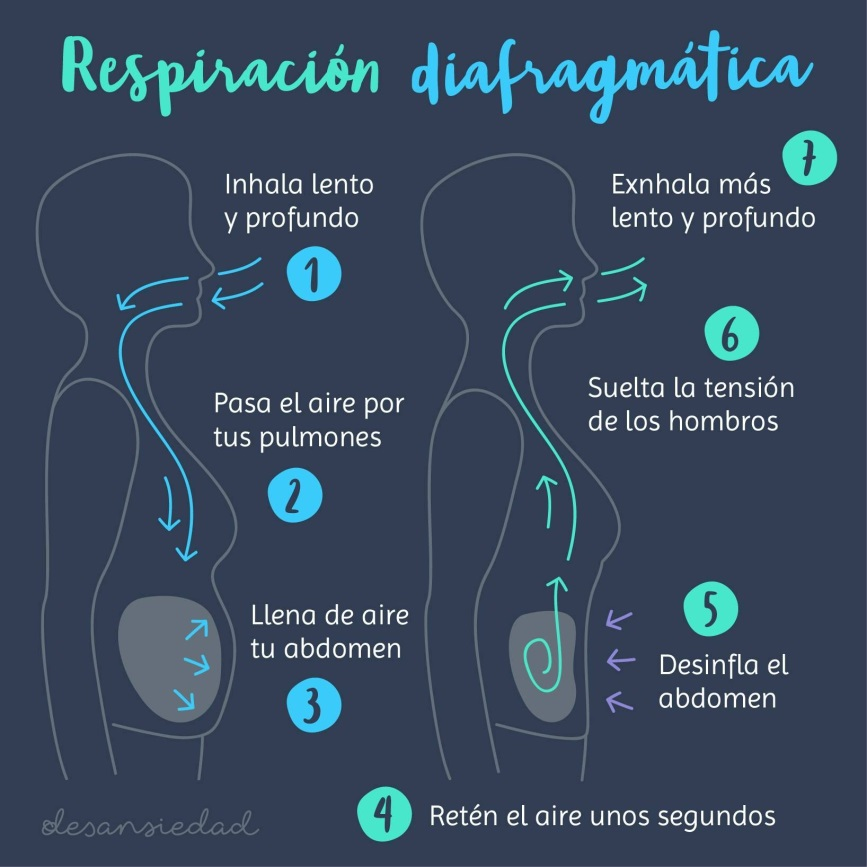 Respiración diafragmática
Inhala lento
y profundo
1
Pasa el aire por
tus pulmones
2
Llena de aire
tu abdomen
3
4
Retén el aire unos segundos
5
Desinfla el
abdomen
6
Suelta la tensión
de los hombros
7
Exnhala más
lento y profundo
desansiedad